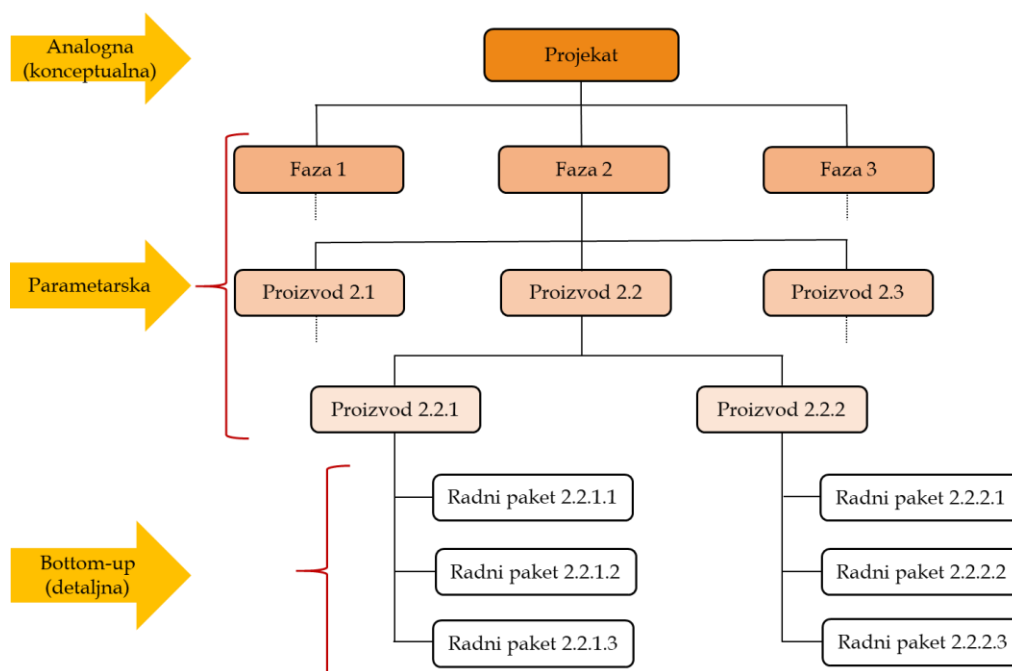 Analogna
(konceptualna)
Projekat
Faza 1
Faza 2
Faza 3
Parametarska
Proizvod 2.1
Proizvod 2.2
Proizvod 2.3
Proizvod 2.2.1
Proizvod 2.2.2
Radni paket 2.2.1.1
Radni paket 2.2.2.1
Bottom-up
(detaljna)
Radni paket 2.2.1.2
Radni paket 2.2.2.2
Radni paket 2.2.1.3
Radni paket 2.2.2.3